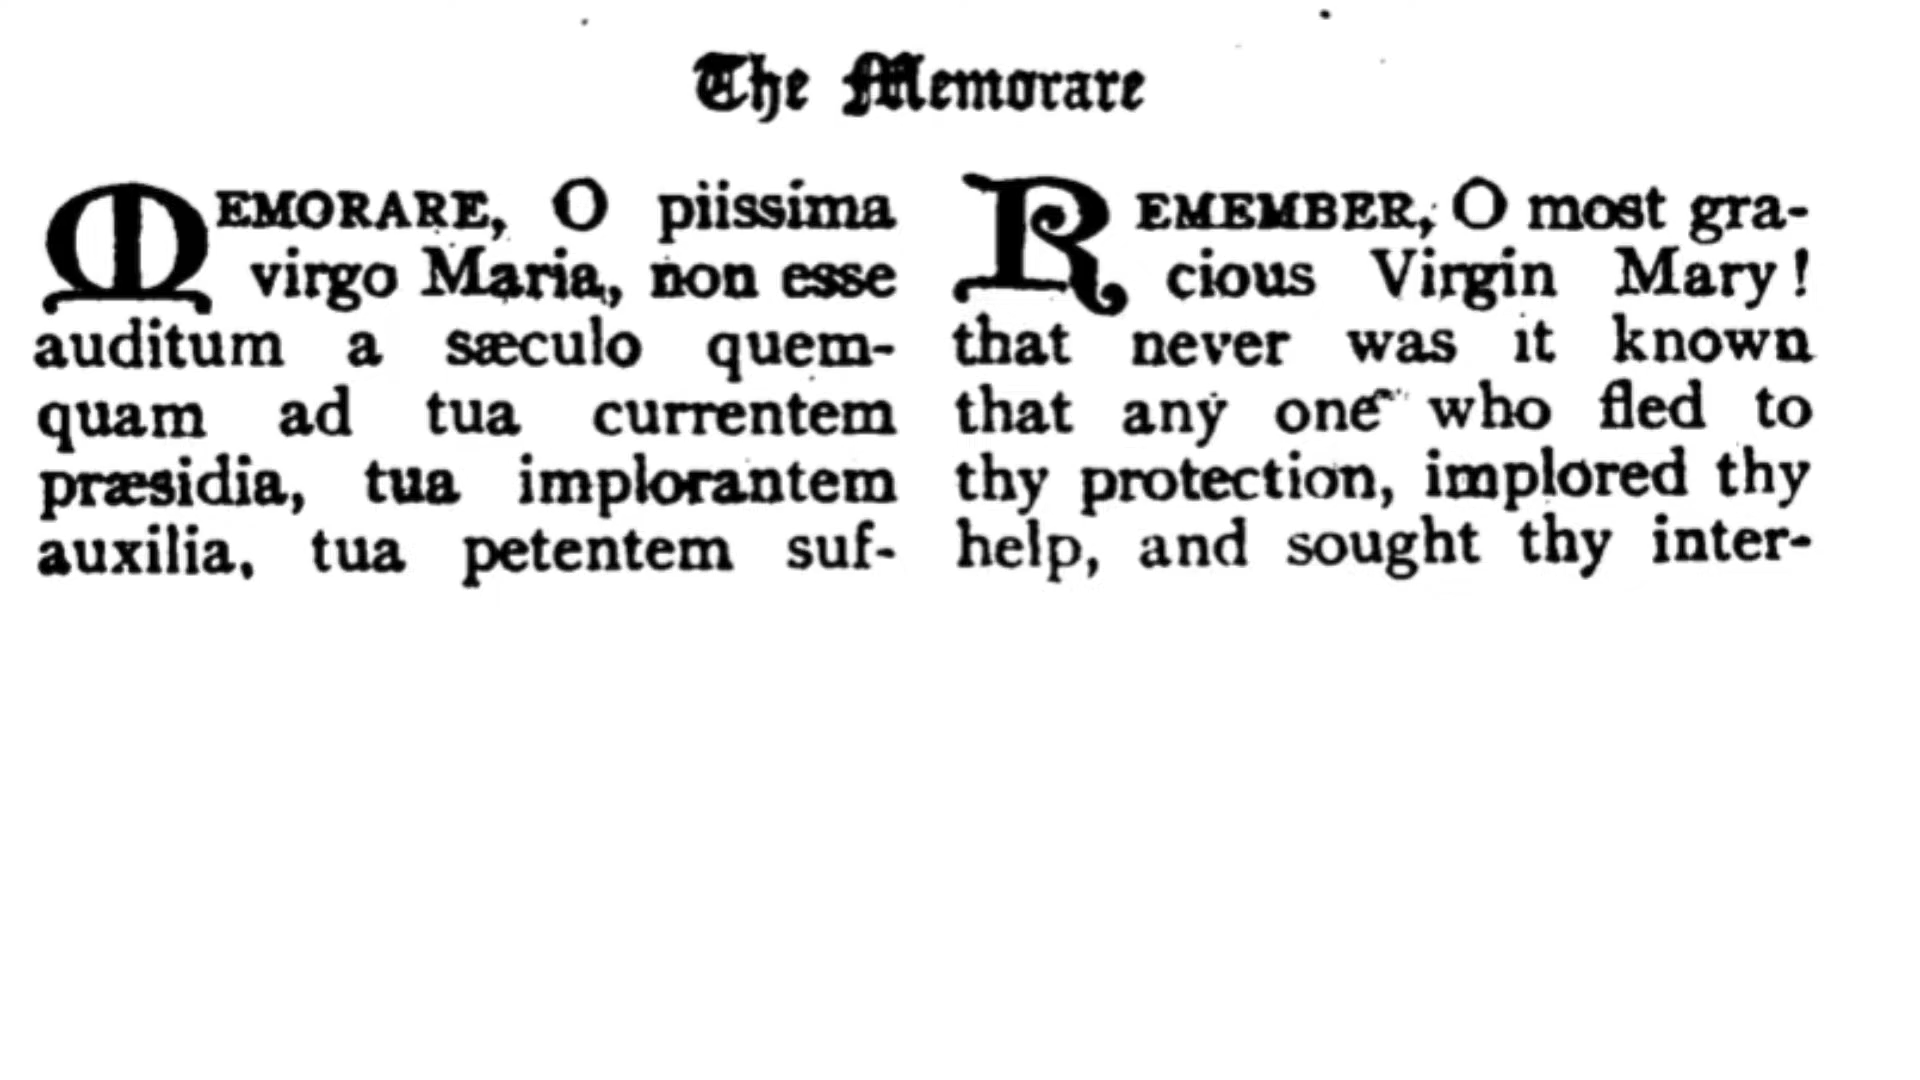 The Memorare
MEMORARE, O piissima
virgo Maria, non esse
auditum a sæculo quem-
quam ad tua currentem
præsidia, tua implorantem
auxilia, tua petentem suf-
REMEMBER, O most gra-
cious Virgin Mary!
that never was it known
that any one who fled to
thy protection, implored thy
help, and sought thy inter-